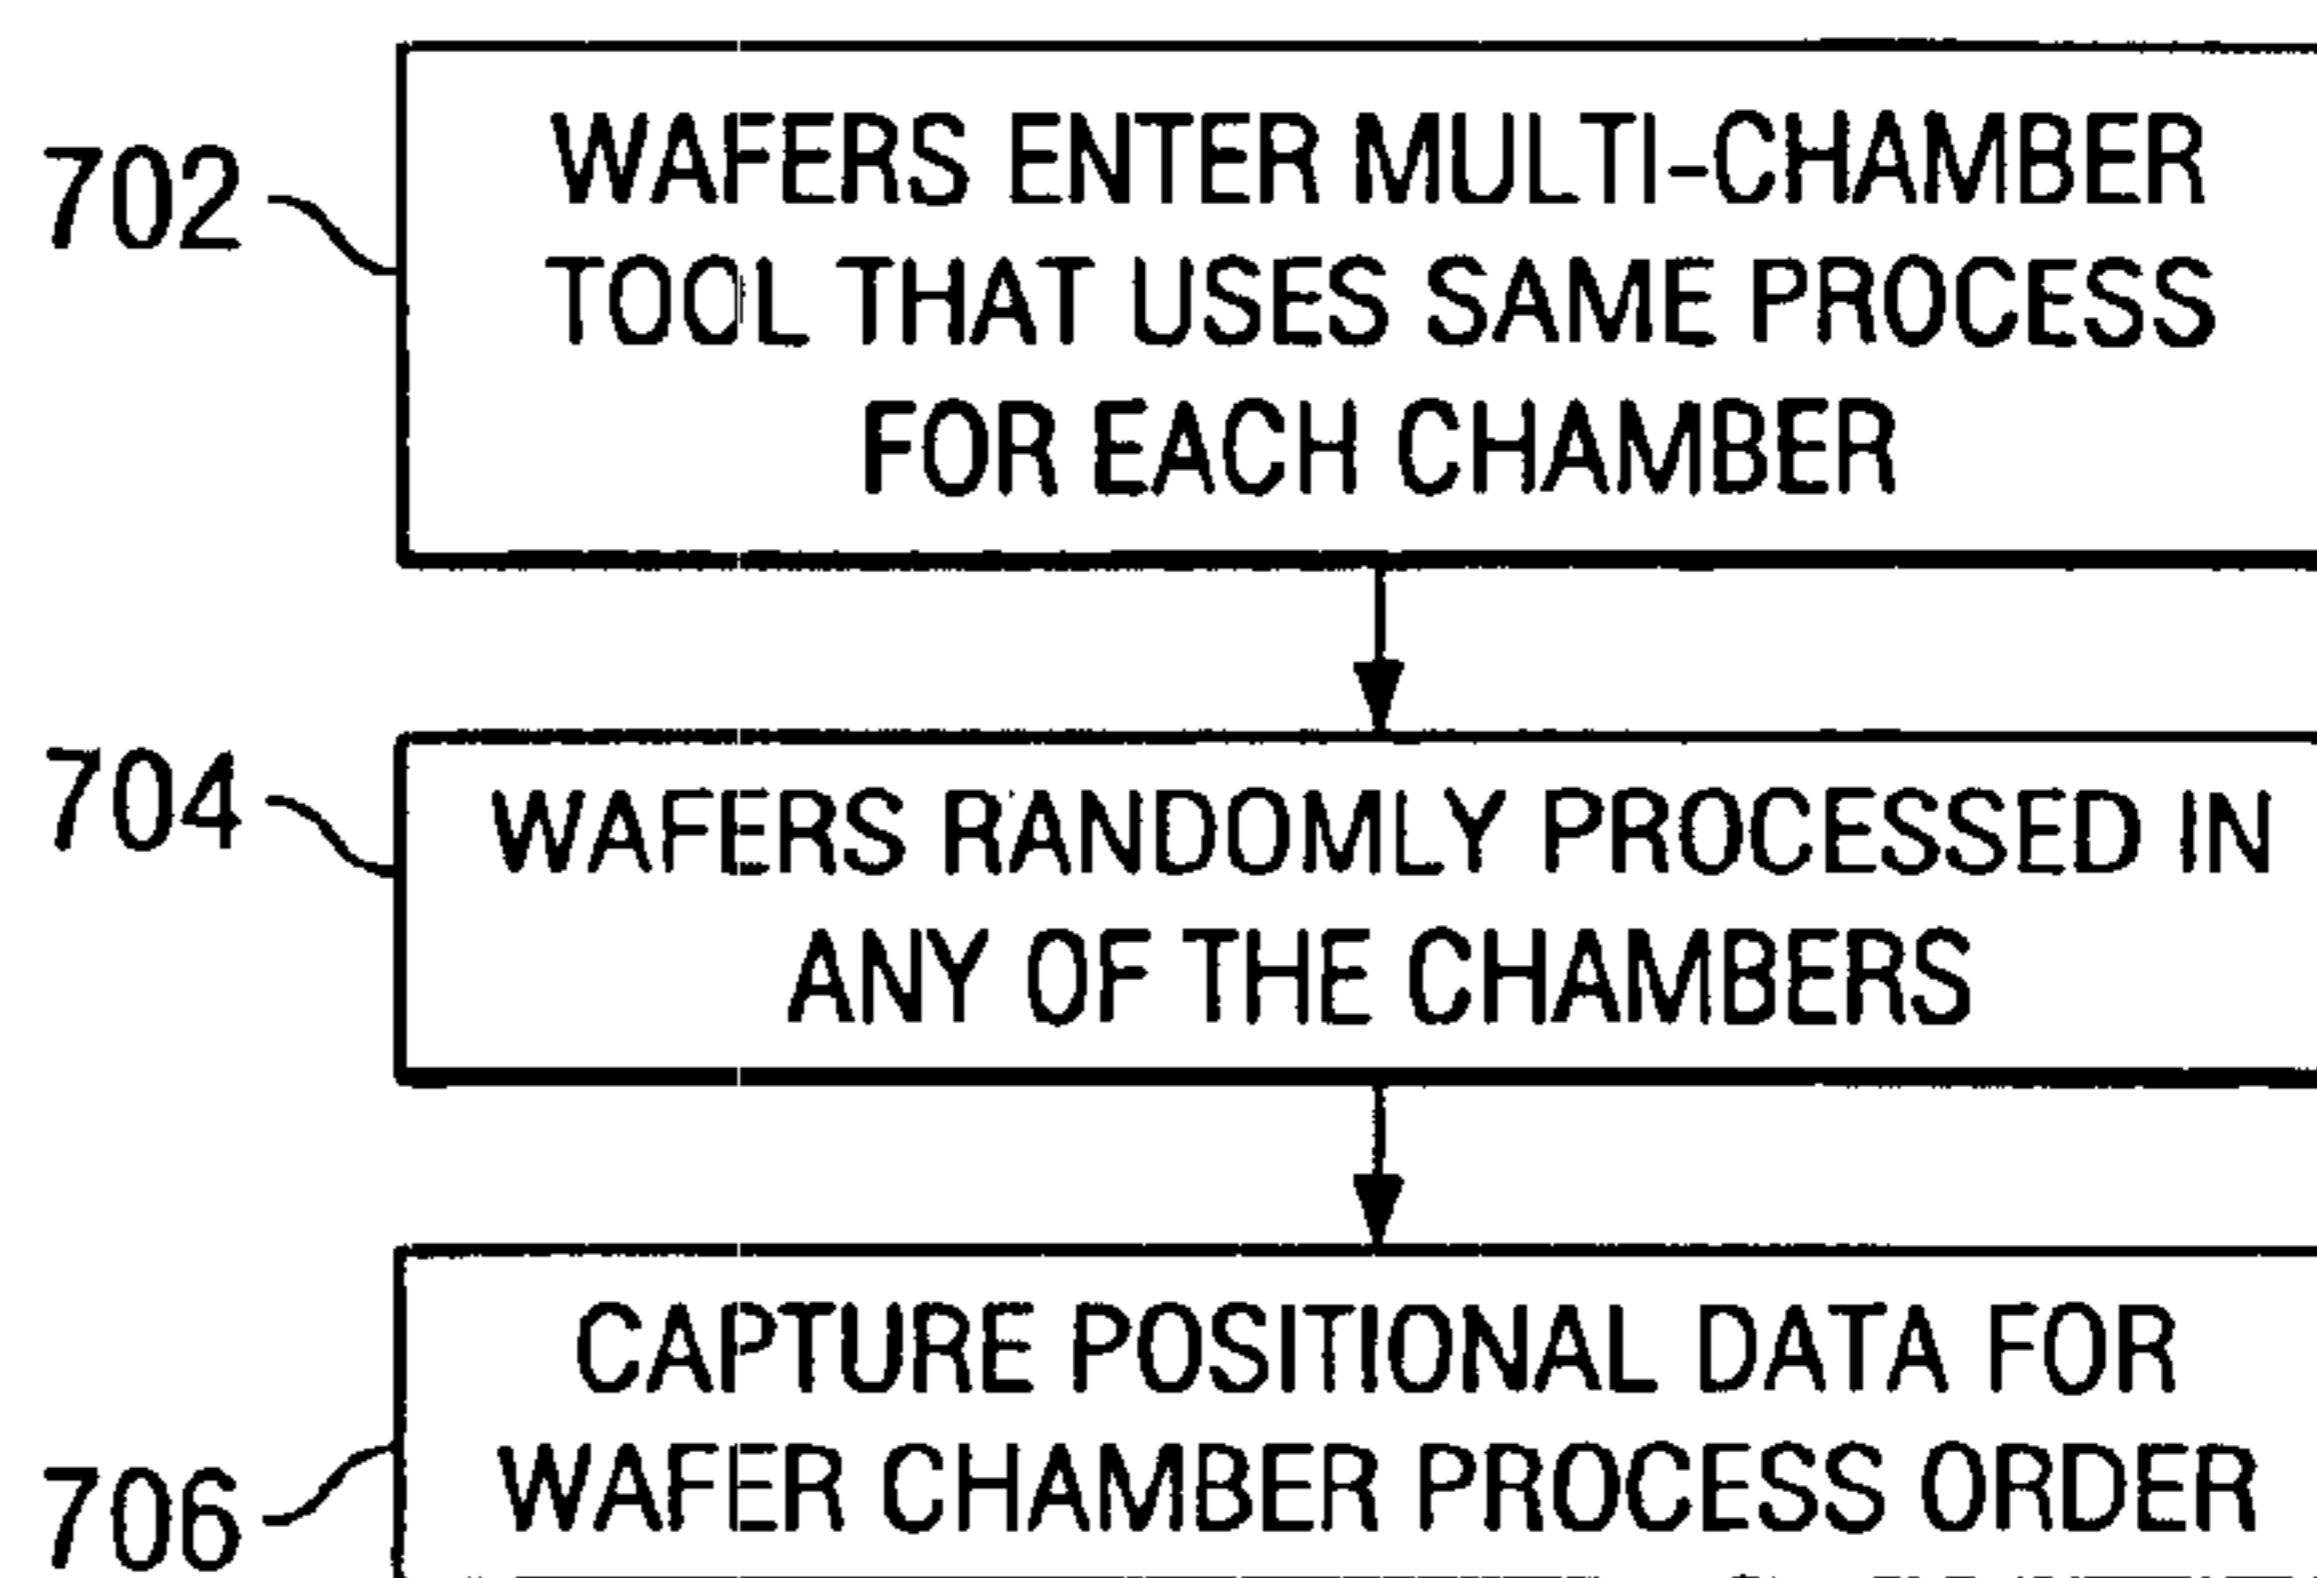 702
WAFERS ENTER MULTI-CHAMBER
TOOL THAT USES SAME PROCESS
FOR EACH CHAMBER
704
WAFERS RANDOMLY PROCESSED IN
ANY OF THE CHAMBERS
CAPTURE POSITIONAL DATA FOR
WAFER CHAMBER PROCESS ORDER
706